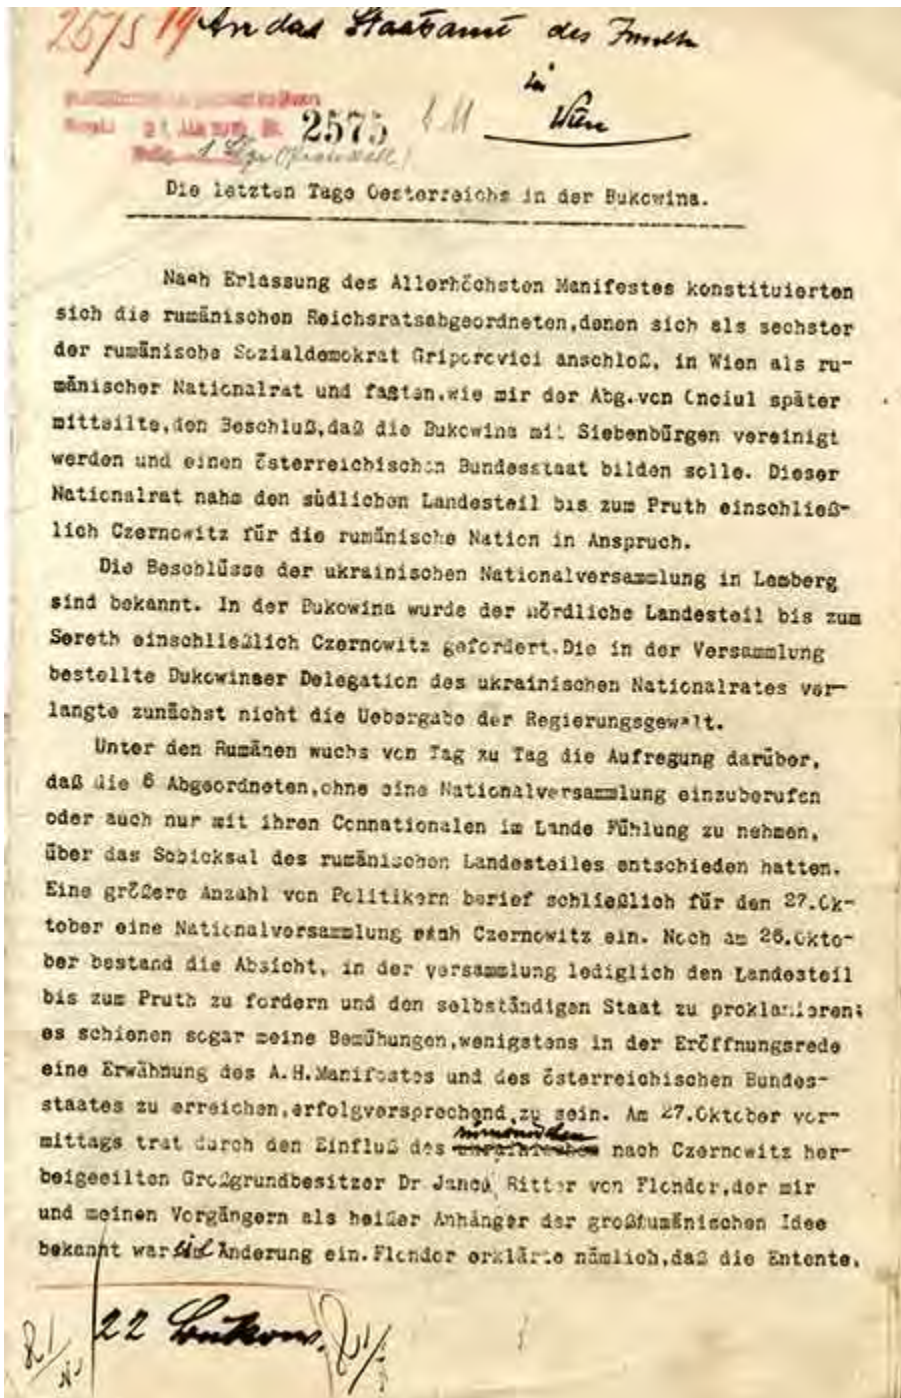 25/5 19
An das Staatsamt des Innern
in
Wien
2575
Die letzten Tage Oesterreichs in der Bukowina.
Nach Erlassung des Allerhöchsten Manifestes konstituierten
sich die rumänischen Reichsratsabgeordneten,denen sich als sechster
der rumänische Sozialdemokrat Grigorovici anschloß, in Wien als ru-
mänischer Nationalrat und faßten,wie mir der Abg.von Onciul später
mitteilte,den Beschluß,daß die Bukowina mit Siebenbürgen vereinigt
werden und einen österreichischen Bundesstaat bilden solle. Dieser
Nationalrat nahm den südlichen Landesteil bis zum Pruth einschließ-
lich Czernowitz für die rumänische Nation in Anspruch.
Die Beschlüsse der ukrainischen Nationalversammlung in Lemberg
sind bekannt. In der Bukowina wurde der nördliche Landesteil bis zum
Sereth einschließlich Czernowitz gefordert.Die in der Versammlung
bestellte Bukowinaer Delegation des ukrainischen Nationalrates ver-
langte zunächst nicht die Uebergabe der Regierungsgewalt.
Unter den Rumänen wuchs von Tag zu Tag die Aufregung darüber,
daß die 6 Abgeordneten,ohne eine Nationalversammlung einzuberufen
oder auch nur mit ihren Connationalen im Lande Fühlung zu nehmen,
über das Schicksal des rumänischen Landesteiles entschieden hatten.
Eine größere Anzahl von Politikern berief schließlich für den 27.Ok-
tober eine Nationalversammlung nach Czernowitz ein. Noch am 26.Okto-
ber bestand die Absicht, in der Versammlung lediglich den Landesteil
bis zum Pruth zu fordern und den selbständigen Staat zu proklamieren;
es schienen sogar meine Bemühungen,wenigstens in der Eröffnungsrede
eine Erwähnung des A.H.Manifestes und des österreichischen Bundes-
staates zu erreichen,erfolgversprechend zu sein. Am 27.Oktober vor-
mittags trat durch den Einfluß des nach Czernowitz her-
beigeeilten Großgrundbesitzer Dr Jancu Ritter von Flondor,der mir
und meinen Vorgängern als heißer Anhänger der großrumänischen Idee
bekannt war Änderung ein.Flondor erklärte nämlich,daß die Entente,
22 Bukow.